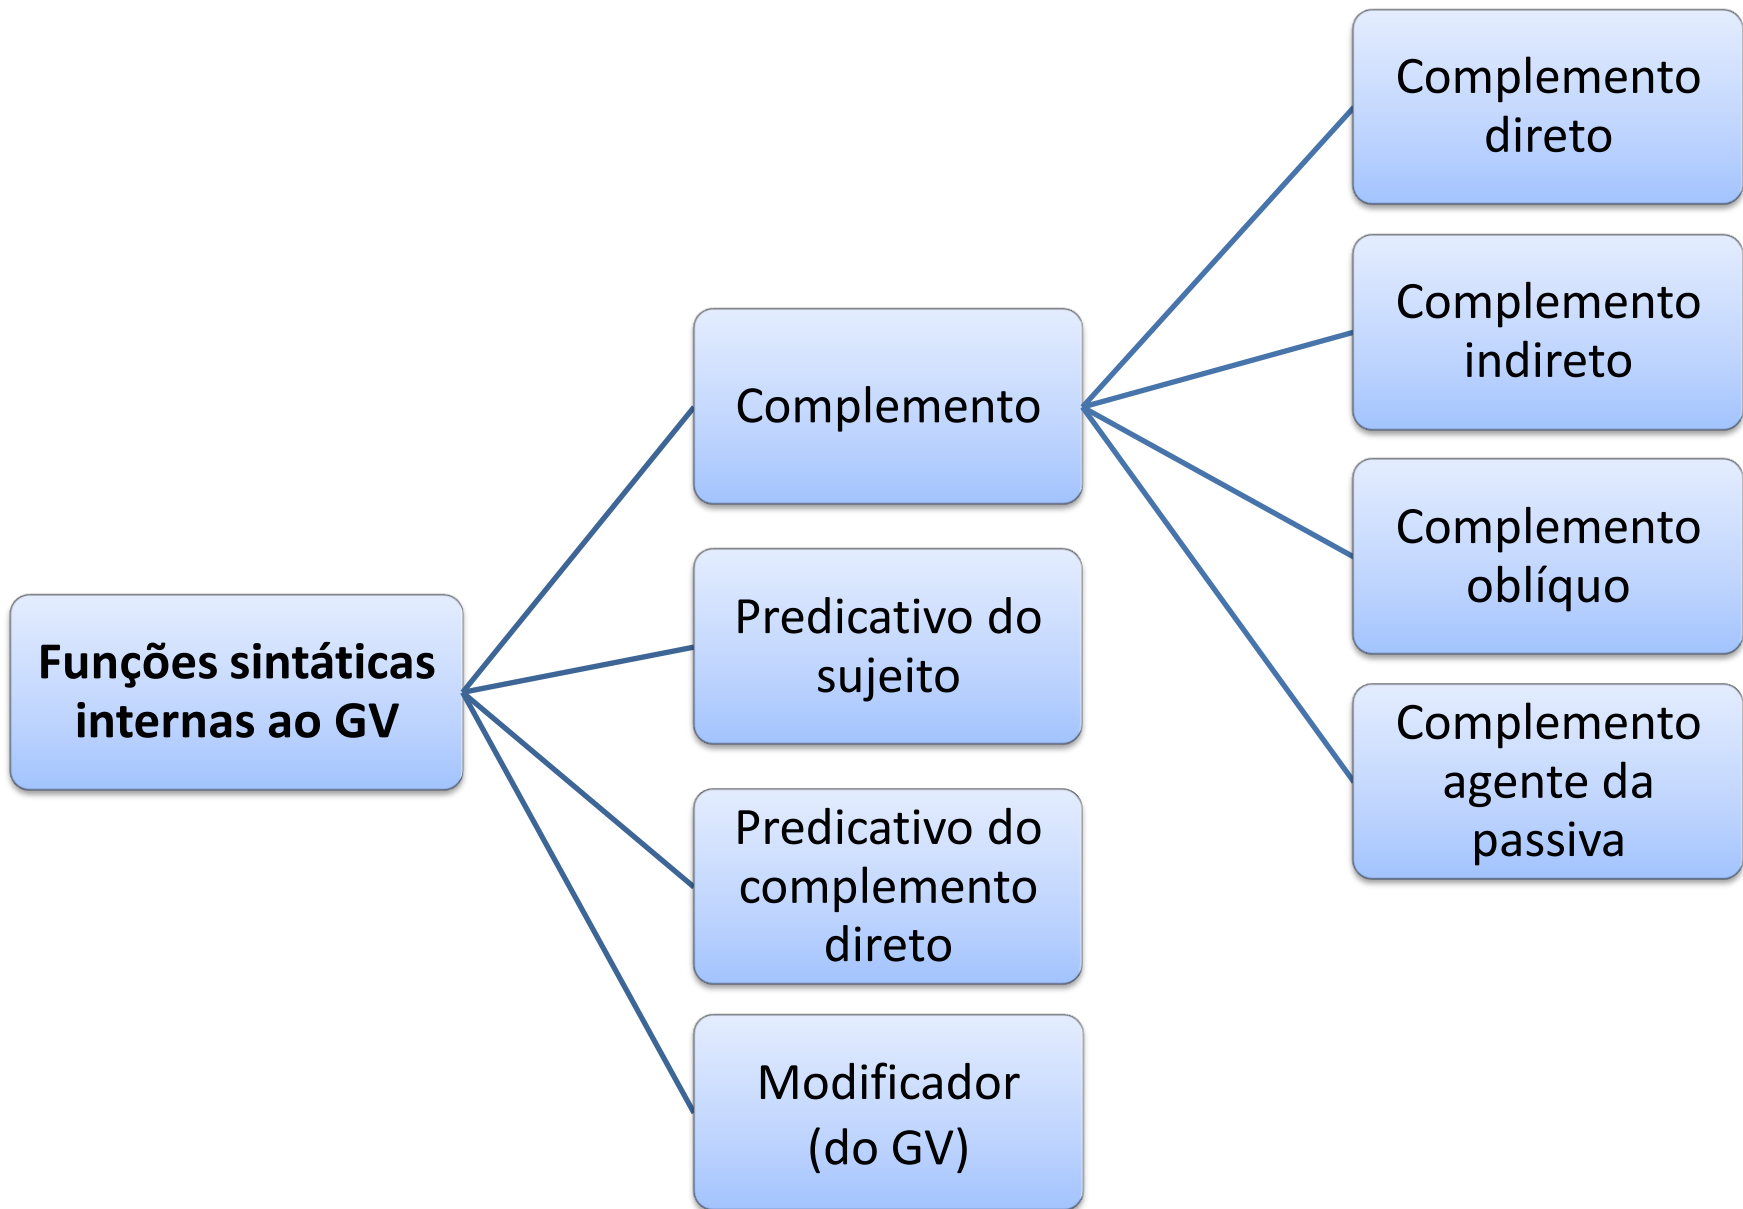 Funções sintáticas
internas ao GV
Complemento
Predicativo do
sujeito
Predicativo do
complemento
direto
Modificador
(do GV)
Complemento
direto
Complemento
indireto
Complemento
oblíquo
Complemento
agente da
passiva